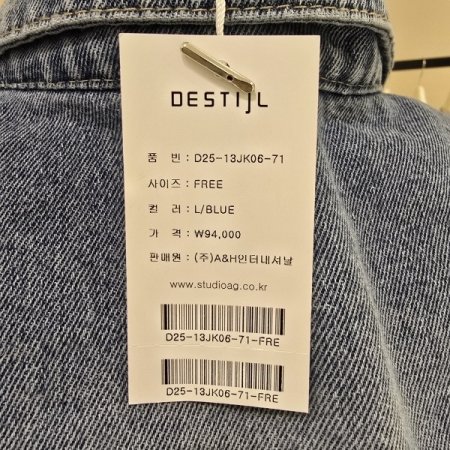 DESTIJL
품 번 : D25-13JK06-71
사이즈 : FREE
컬 러 : L/BLUE
가 격 : ₩94,000
판매원 : (주)A&H인터내셔날
www.studioag.co.kr
D25-13JK06-71-FRE
D25-13JK06-71-FRE